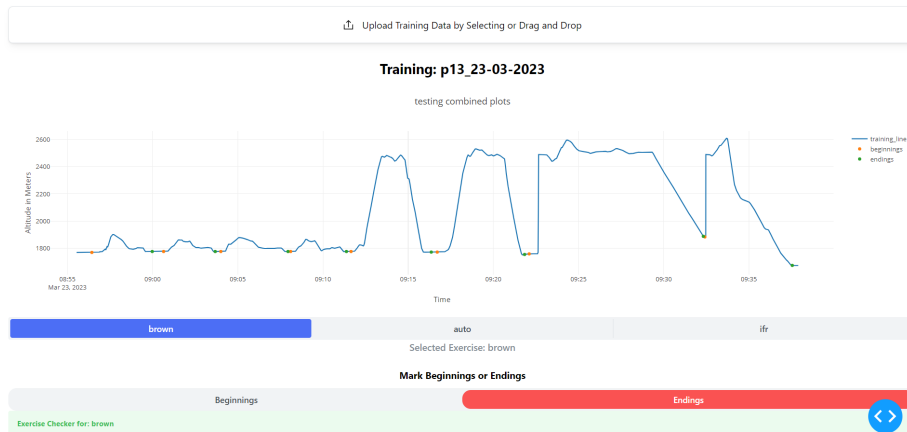 Upload Training Data by Selecting or Drag and Drop
Training: p13_23-03-2023
testing combined plots
2600
2400
2200
2000
1800
Altitude in Meters
training_line
beginnings
endings
08:55
09:00
09:05
09:10
09:15
09:20
09:25
09:30
09:35
Mar 23, 2023
Time
brown
auto
ifr
Selected Exercise: brown
Mark Beginnings or Endings
Beginnings
Endings
Exercise Checker for: brown